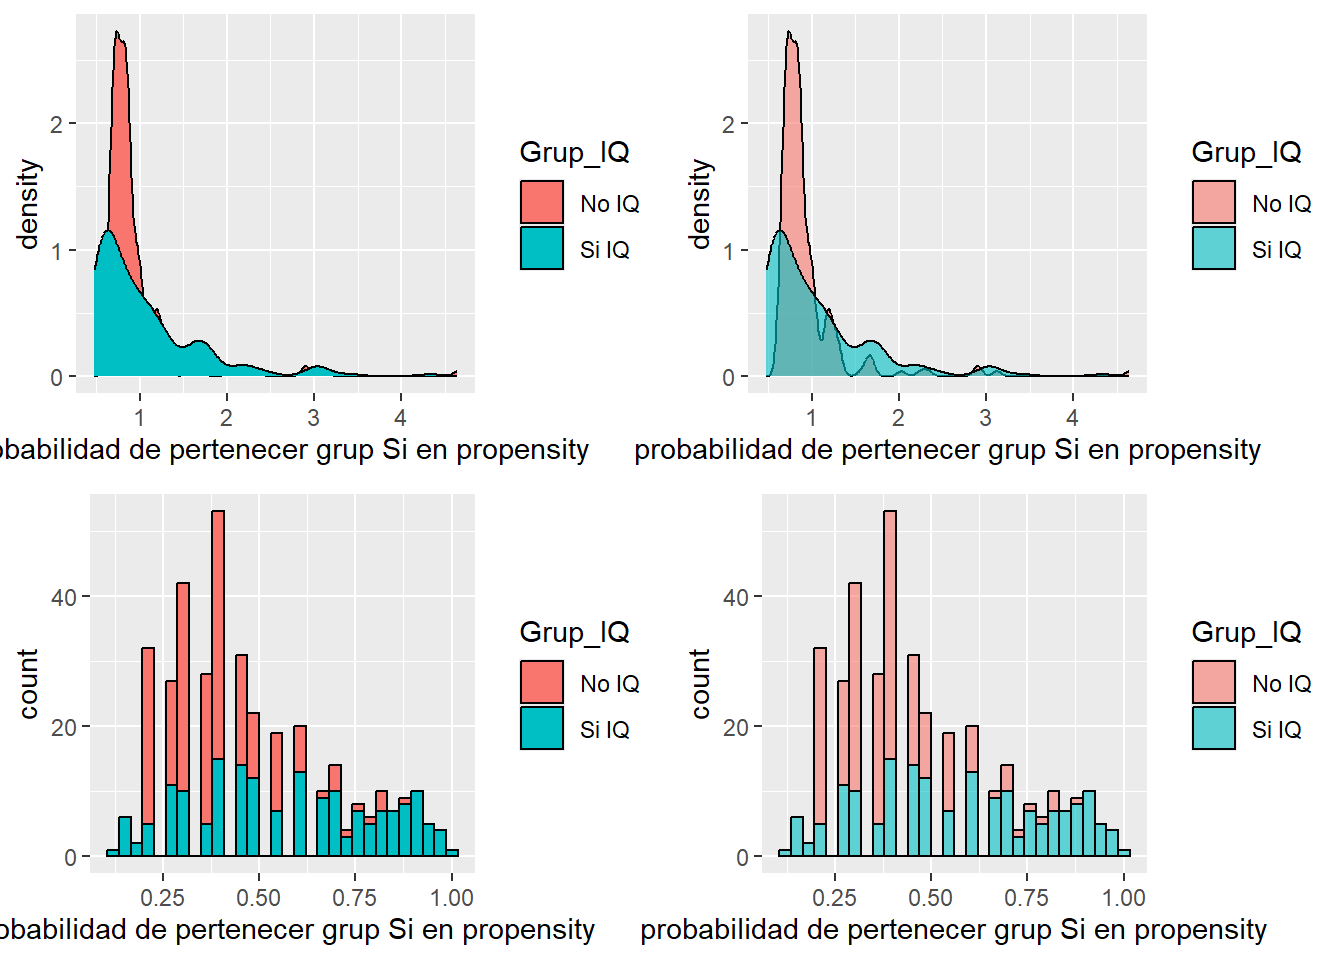 density
2
1
0
1 2 3 4
obabilidad de pertenecer grup Si en propensity
Grup_IQ
No IQ
Si IQ
density
2
1
0
1 2 3 4
probabilidad de pertenecer grup Si en propensity
Grup_IQ
No IQ
Si IQ
count
40
20
0
0.25 0.50 0.75 1.00
obabilidad de pertenecer grup Si en propensity
Grup_IQ
No IQ
Si IQ
count
40
20
0
0.25 0.50 0.75 1.00
probabilidad de pertenecer grup Si en propensity
Grup_IQ
No IQ
Si IQ